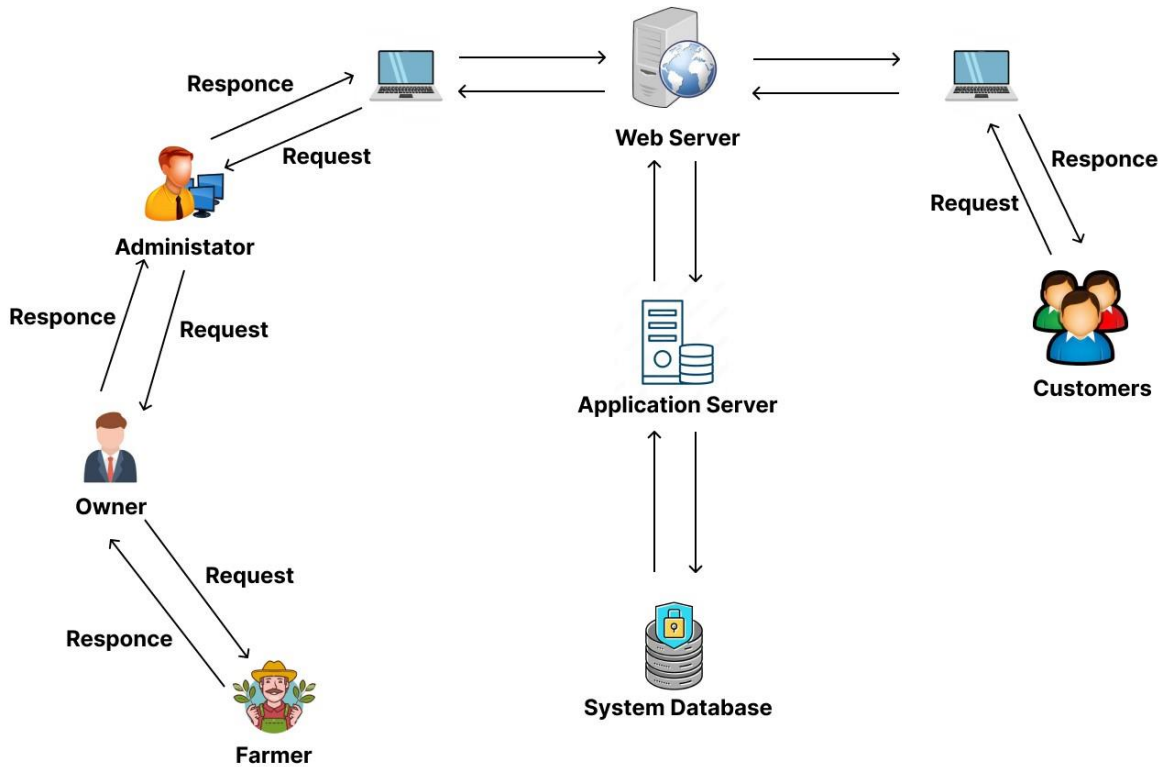 Responce
Request
Web Server
Responce
Request
Administator
Responce
Request
Customers
Application Server
Owner
Request
Responce
System Database
Farmer